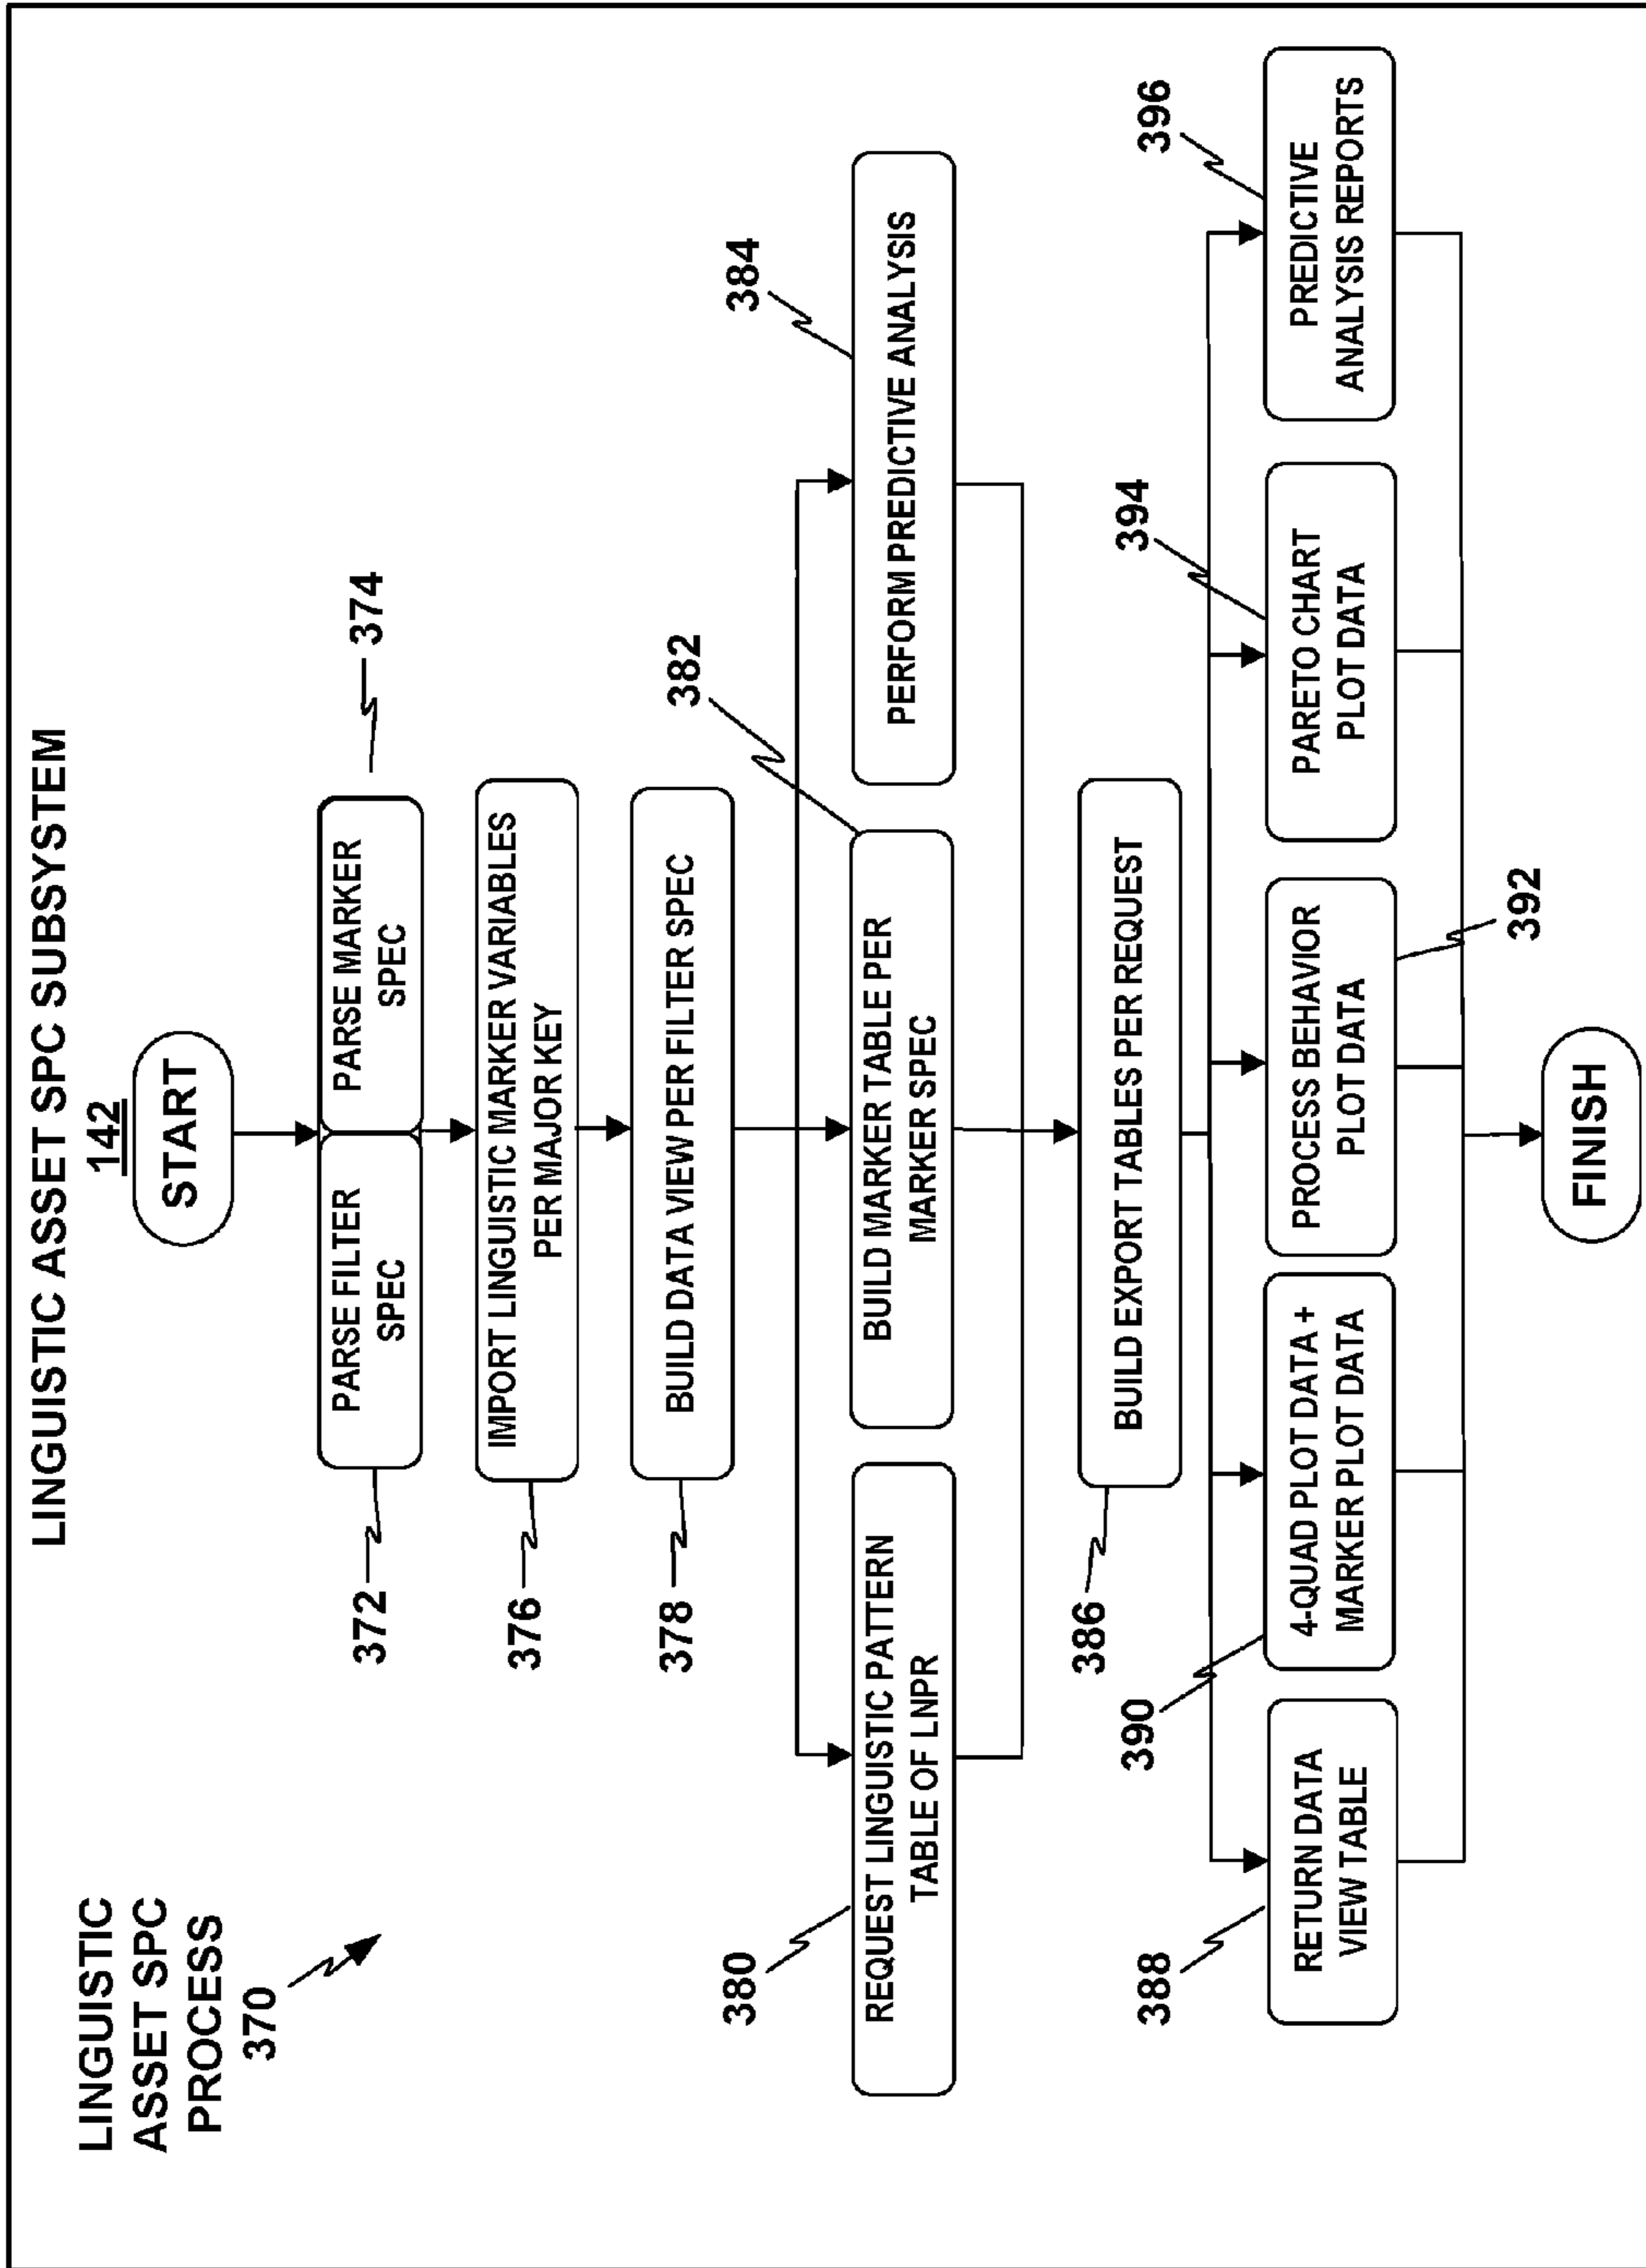 LINGUISTIC ASSET SPC SUBSYSTEM
142
LINGUISTIC
ASSET SPC
PROCESS
370
START
372
PARSE FILTER
SPEC
PARSE MARKER
SPEC
374
376
IMPORT LINGUISTIC MARKER VARIABLES
PER MAJOR KEY
378
BUILD DATA VIEW PER FILTER SPEC
380
REQUEST LINGUISTIC PATTERN
TABLE OF LNPR
382
BUILD MARKER TABLE PER
MARKER SPEC
384
PERFORM PREDICTIVE ANALYSIS
386
BUILD EXPORT TABLES PER REQUEST
388
RETURN DATA
VIEW TABLE
390
4-QUAD PLOT DATA +
MARKER PLOT DATA
PROCESS BEHAVIOR
PLOT DATA
392
394
PARETO CHART
PLOT DATA
396
PREDICTIVE
ANALYSIS REPORTS
FINISH